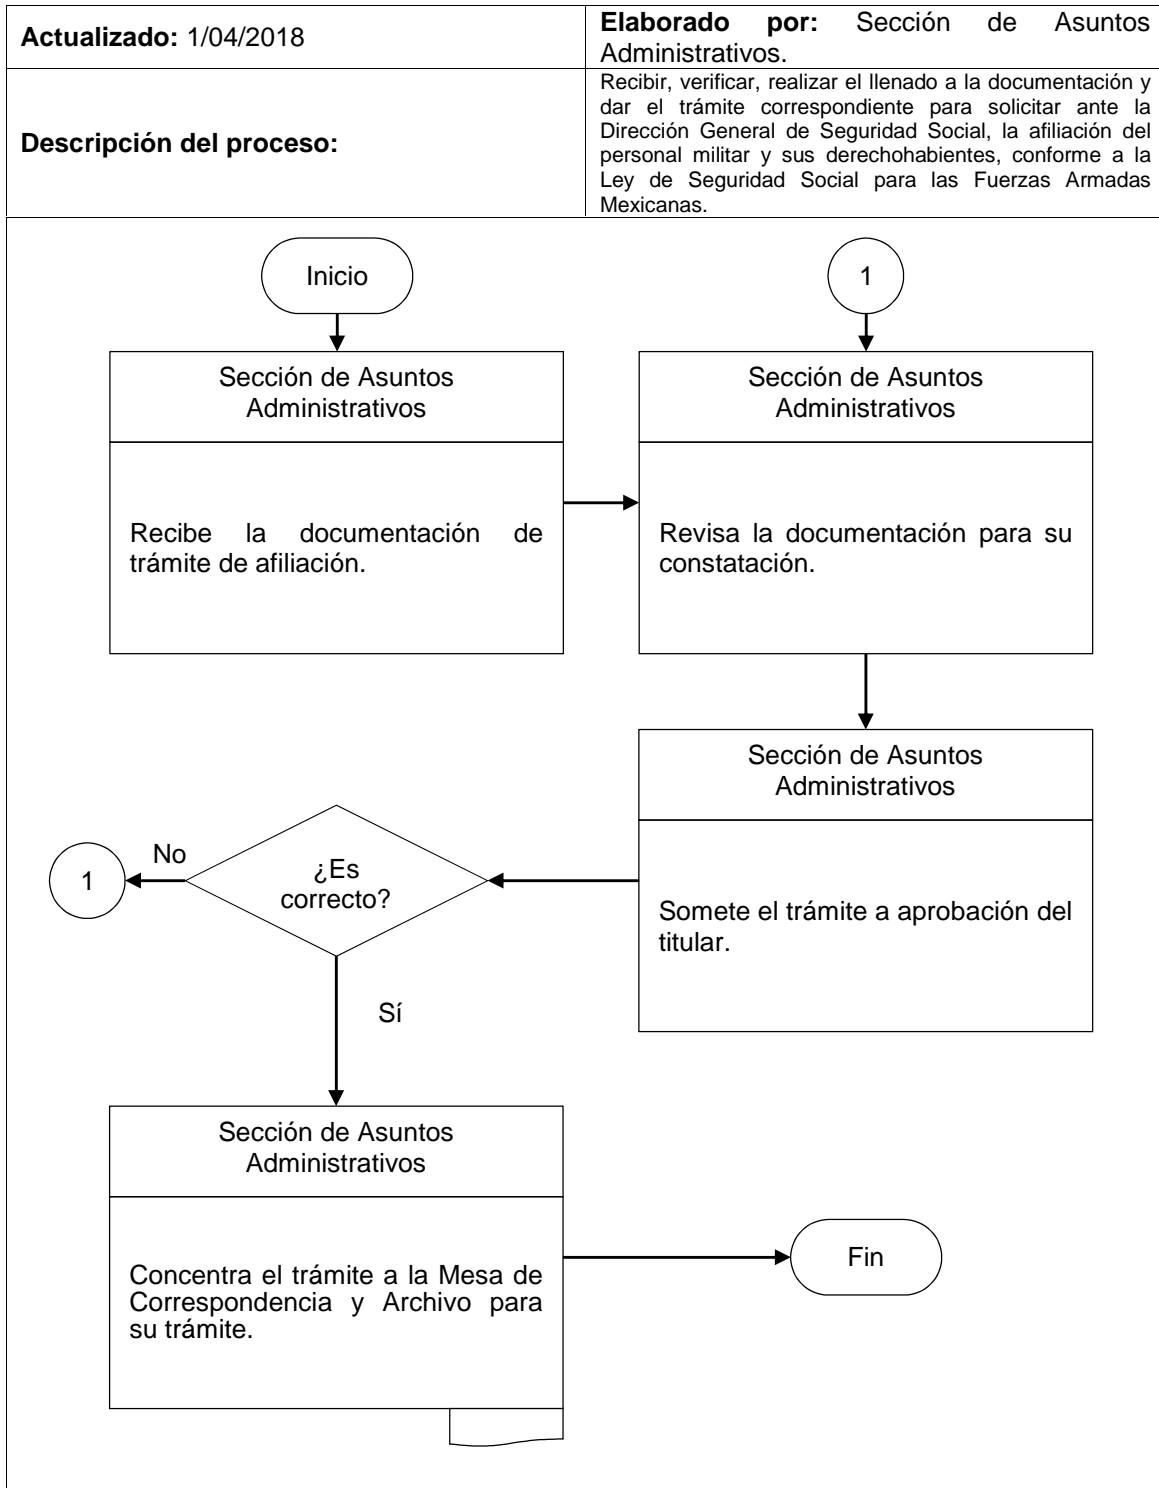 Actualizado: 1/04/2018
Elaborado por: Sección de Asuntos
Administrativos.
Descripción del proceso:
Recibir, verificar, realizar el llenado a la documentación y
dar el trámite correspondiente para solicitar ante la
Dirección General de Seguridad Social, la afiliación del
personal militar y sus derechohabientes, conforme a la
Ley de Seguridad Social para las Fuerzas Armadas
Mexicanas.
Inicio
1
Sección de Asuntos
Administrativos
Recibe la documentación de
trámite de afiliación.
Sección de Asuntos
Administrativos
Revisa la documentación para su
constatación.
Sección de Asuntos
Administrativos
Somete el trámite a aprobación del
titular.
¿Es
correcto?
No
1
Sí
Sección de Asuntos
Administrativos
Concentra el trámite a la Mesa de
Correspondencia y Archivo para
su trámite.
Fin